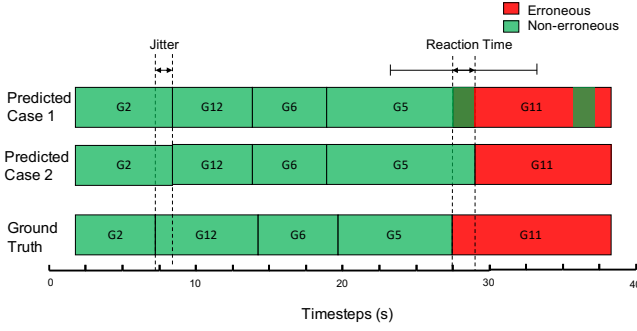 Erroneous
Non-erroneous
Jitter
Reaction Time
Predicted
Case 1
G2
G12
G6
G5
G11
Predicted
Case 2
G2
G12
G6
G5
G11
Ground
Truth
G2
G12
G6
G5
G11
0
10
20
30
40
Timesteps (s)